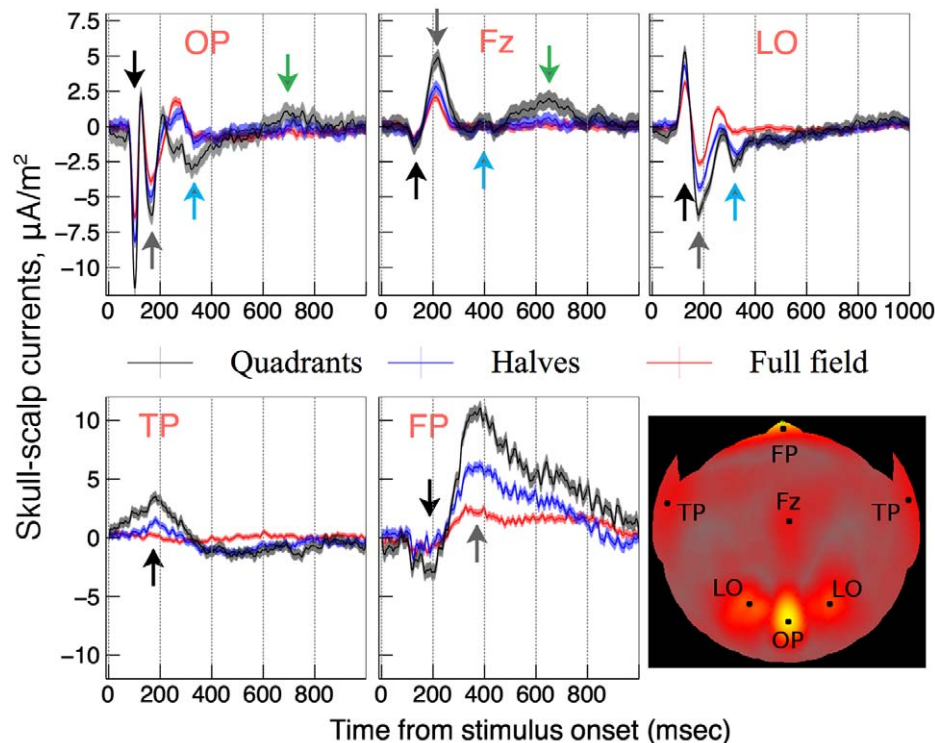 Skull-scalp currents, µA/m²
7.5
5
2.5
0
-2.5
-5
-7.5
-10
OP
Fz
LO
0 200 400 600 800
0 200 400 600 800
0 200 400 600 800 1000
Quadrants Halves Full field
10
5
0
-5
-10
TP
FP
0 200 400 600 800
0 200 400 600 800
Time from stimulus onset (msec)
FP
TP Fz TP
LO LO
OP